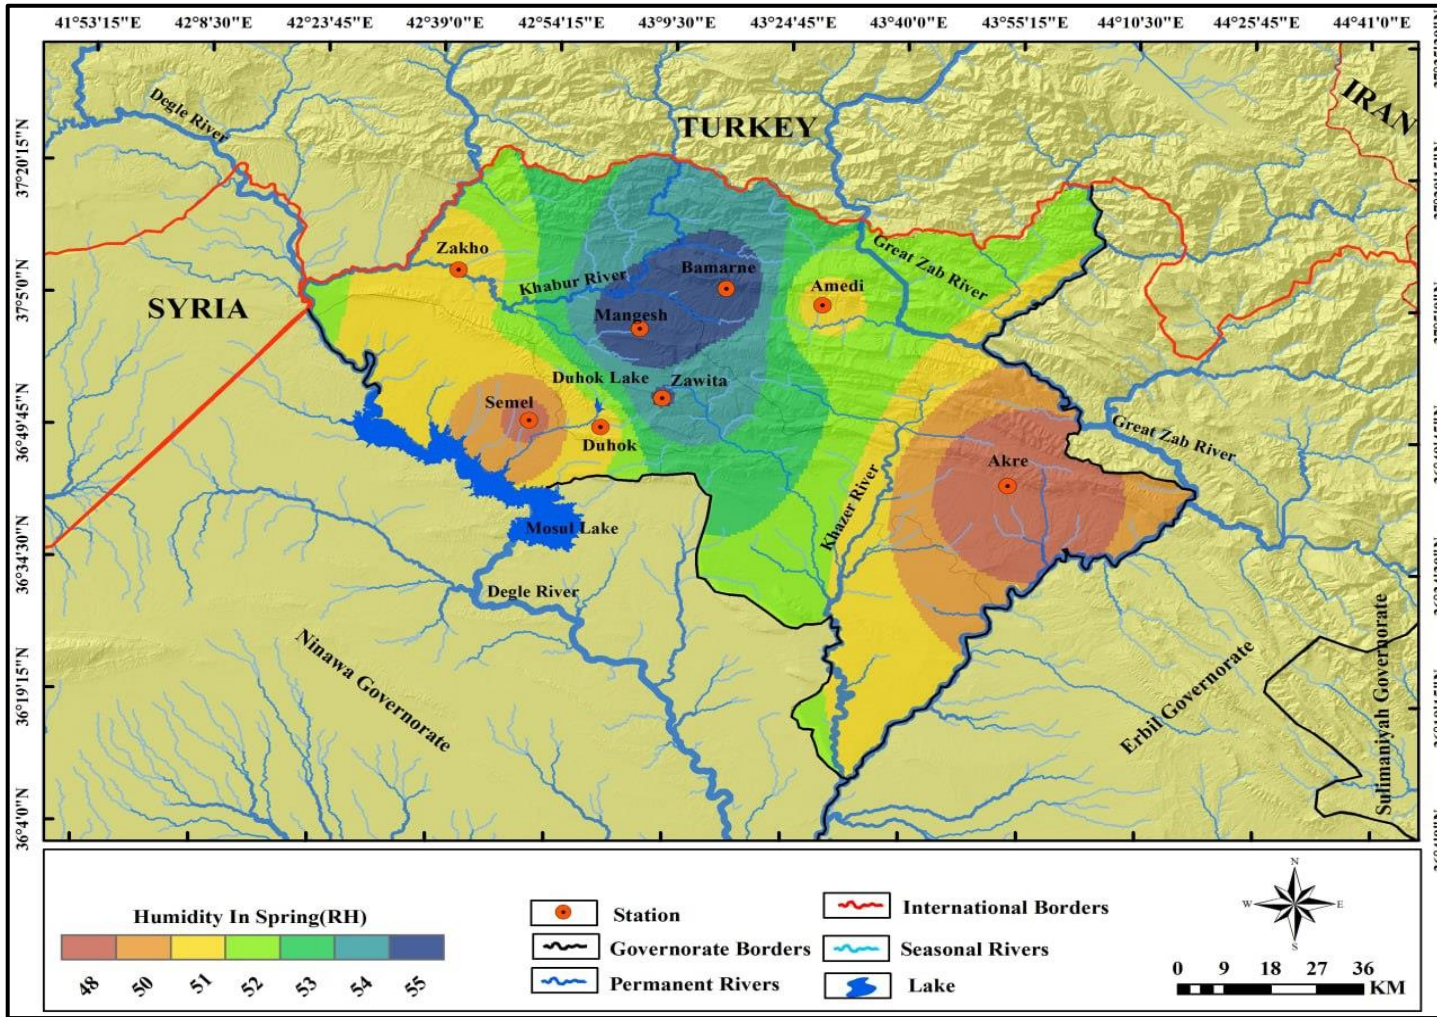 41°53'15"E 42°8'30"E 42°23'45"E 42°39'0"E 42°54'15"E 43°9'30"E 43°24'45"E 43°40'0"E 43°55'15"E 44°10'30"E 44°25'45"E 44°41'0"E
Degle River
TURKEY
IRAN
37°20'15"N
Zakho
Khabur River
Bamarne
Amedi
Great Zab River
37°5'0"N
SYRIA
Mangesh
Duhok Lake
Zawita
Semel
Duhok
36°49'45"N
Great Zab River
Akre
Khazer River
Mosul Lake
36°34'30"N
Degle River
Ninawa Governorate
Erbil Governorate
Sulimaniyah Governorate
36°19'15"N
36°4'0"N
Humidity In Spring(RH)
48 50 51 52 53 54 55
Station
Governorate Borders
Permanent Rivers
International Borders
Seasonal Rivers
Lake
N
W E
S
0 9 18 27 36
KM